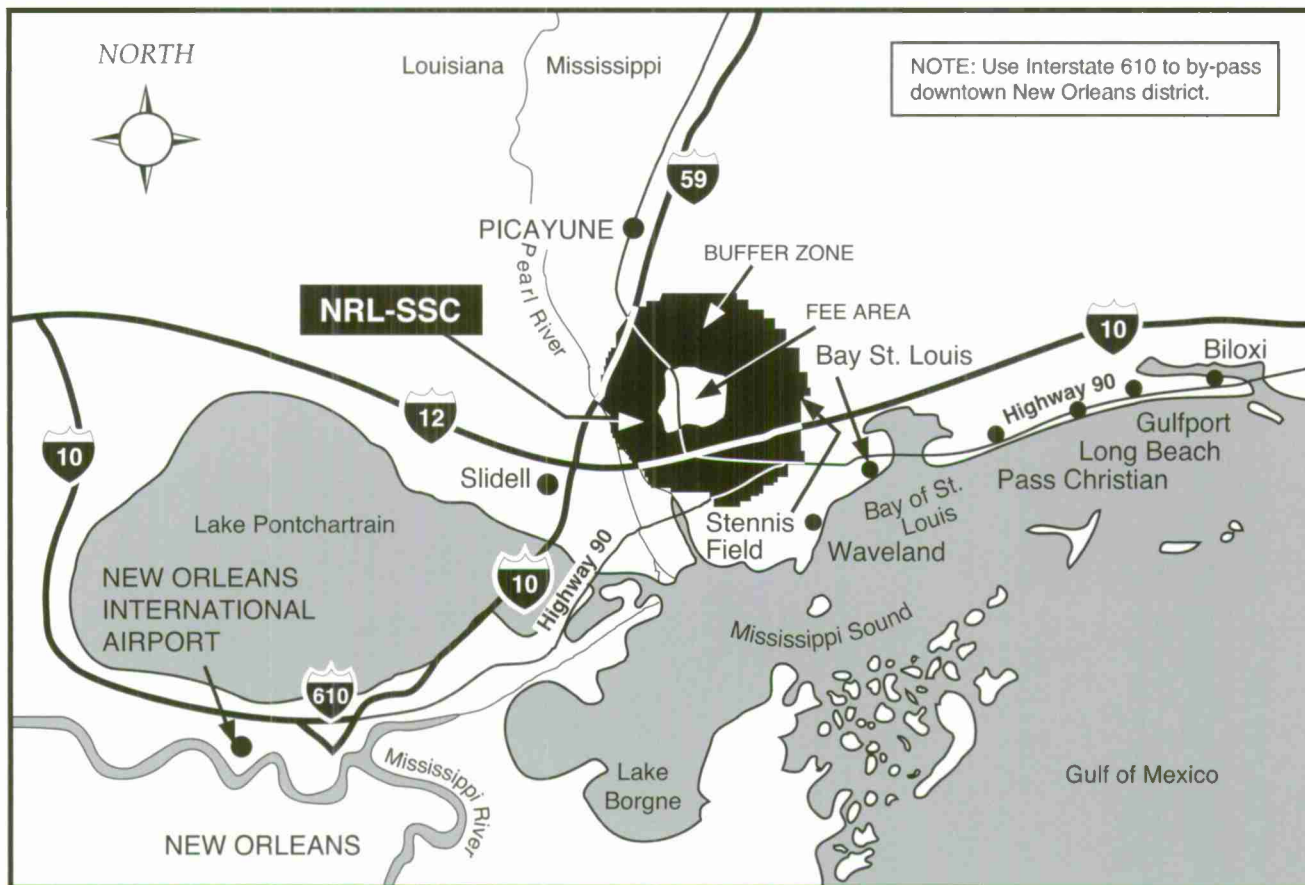 NORTH
Louisiana
Mississippi
NOTE: Use Interstate 610 to by-pass
downtown New Orleans district.
59
PICAYUNE
Pearl River
BUFFER ZONE
NRL-SSC
FEE AREA
10
Bay St. Louis
Biloxi
Highway 90
12
10
Gulfport
Long Beach
Pass Christian
Slidell
Bay of St.
Louis
Lake Pontchartrain
Stennis
Field
Waveland
10
Highway 90
NEW ORLEANS
INTERNATIONAL
AIRPORT
Mississippi Sound
610
Mississippi River
Lake
Borgne
Gulf of Mexico
NEW ORLEANS